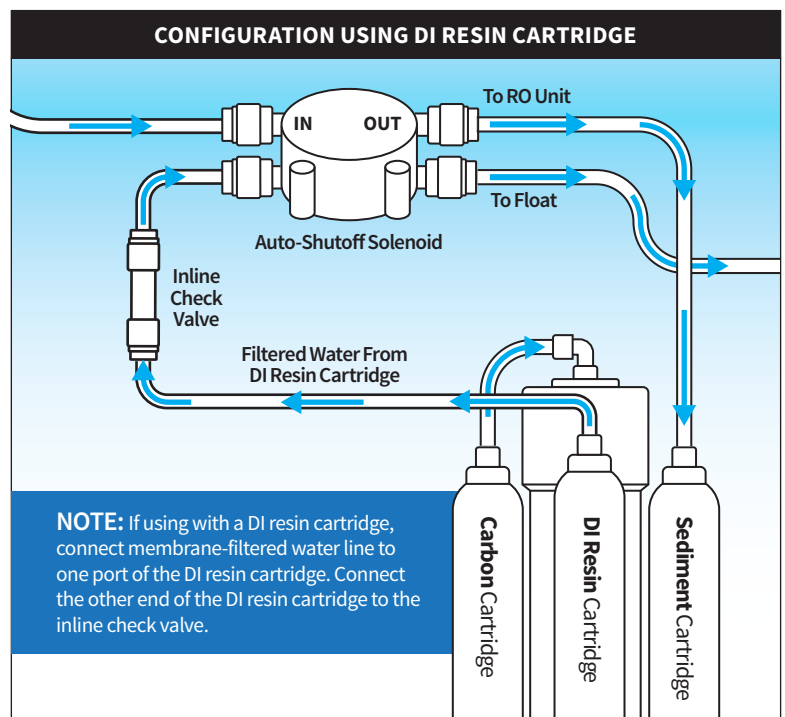 CONFIGURATION USING DI RESIN CARTRIDGE
To RO Unit
IN
OUT
To Float
Auto-Shutoff Solenoid
Inline
Check
Valve
Filtered Water From
DI Resin Cartridge
NOTE: If using with a DI resin cartridge,
connect membrane-filtered water line to
one port of the DI resin cartridge. Connect
the other end of the DI resin cartridge to the
inline check valve.
Carbon Cartridge
DI Resin Cartridge
Sediment Cartridge